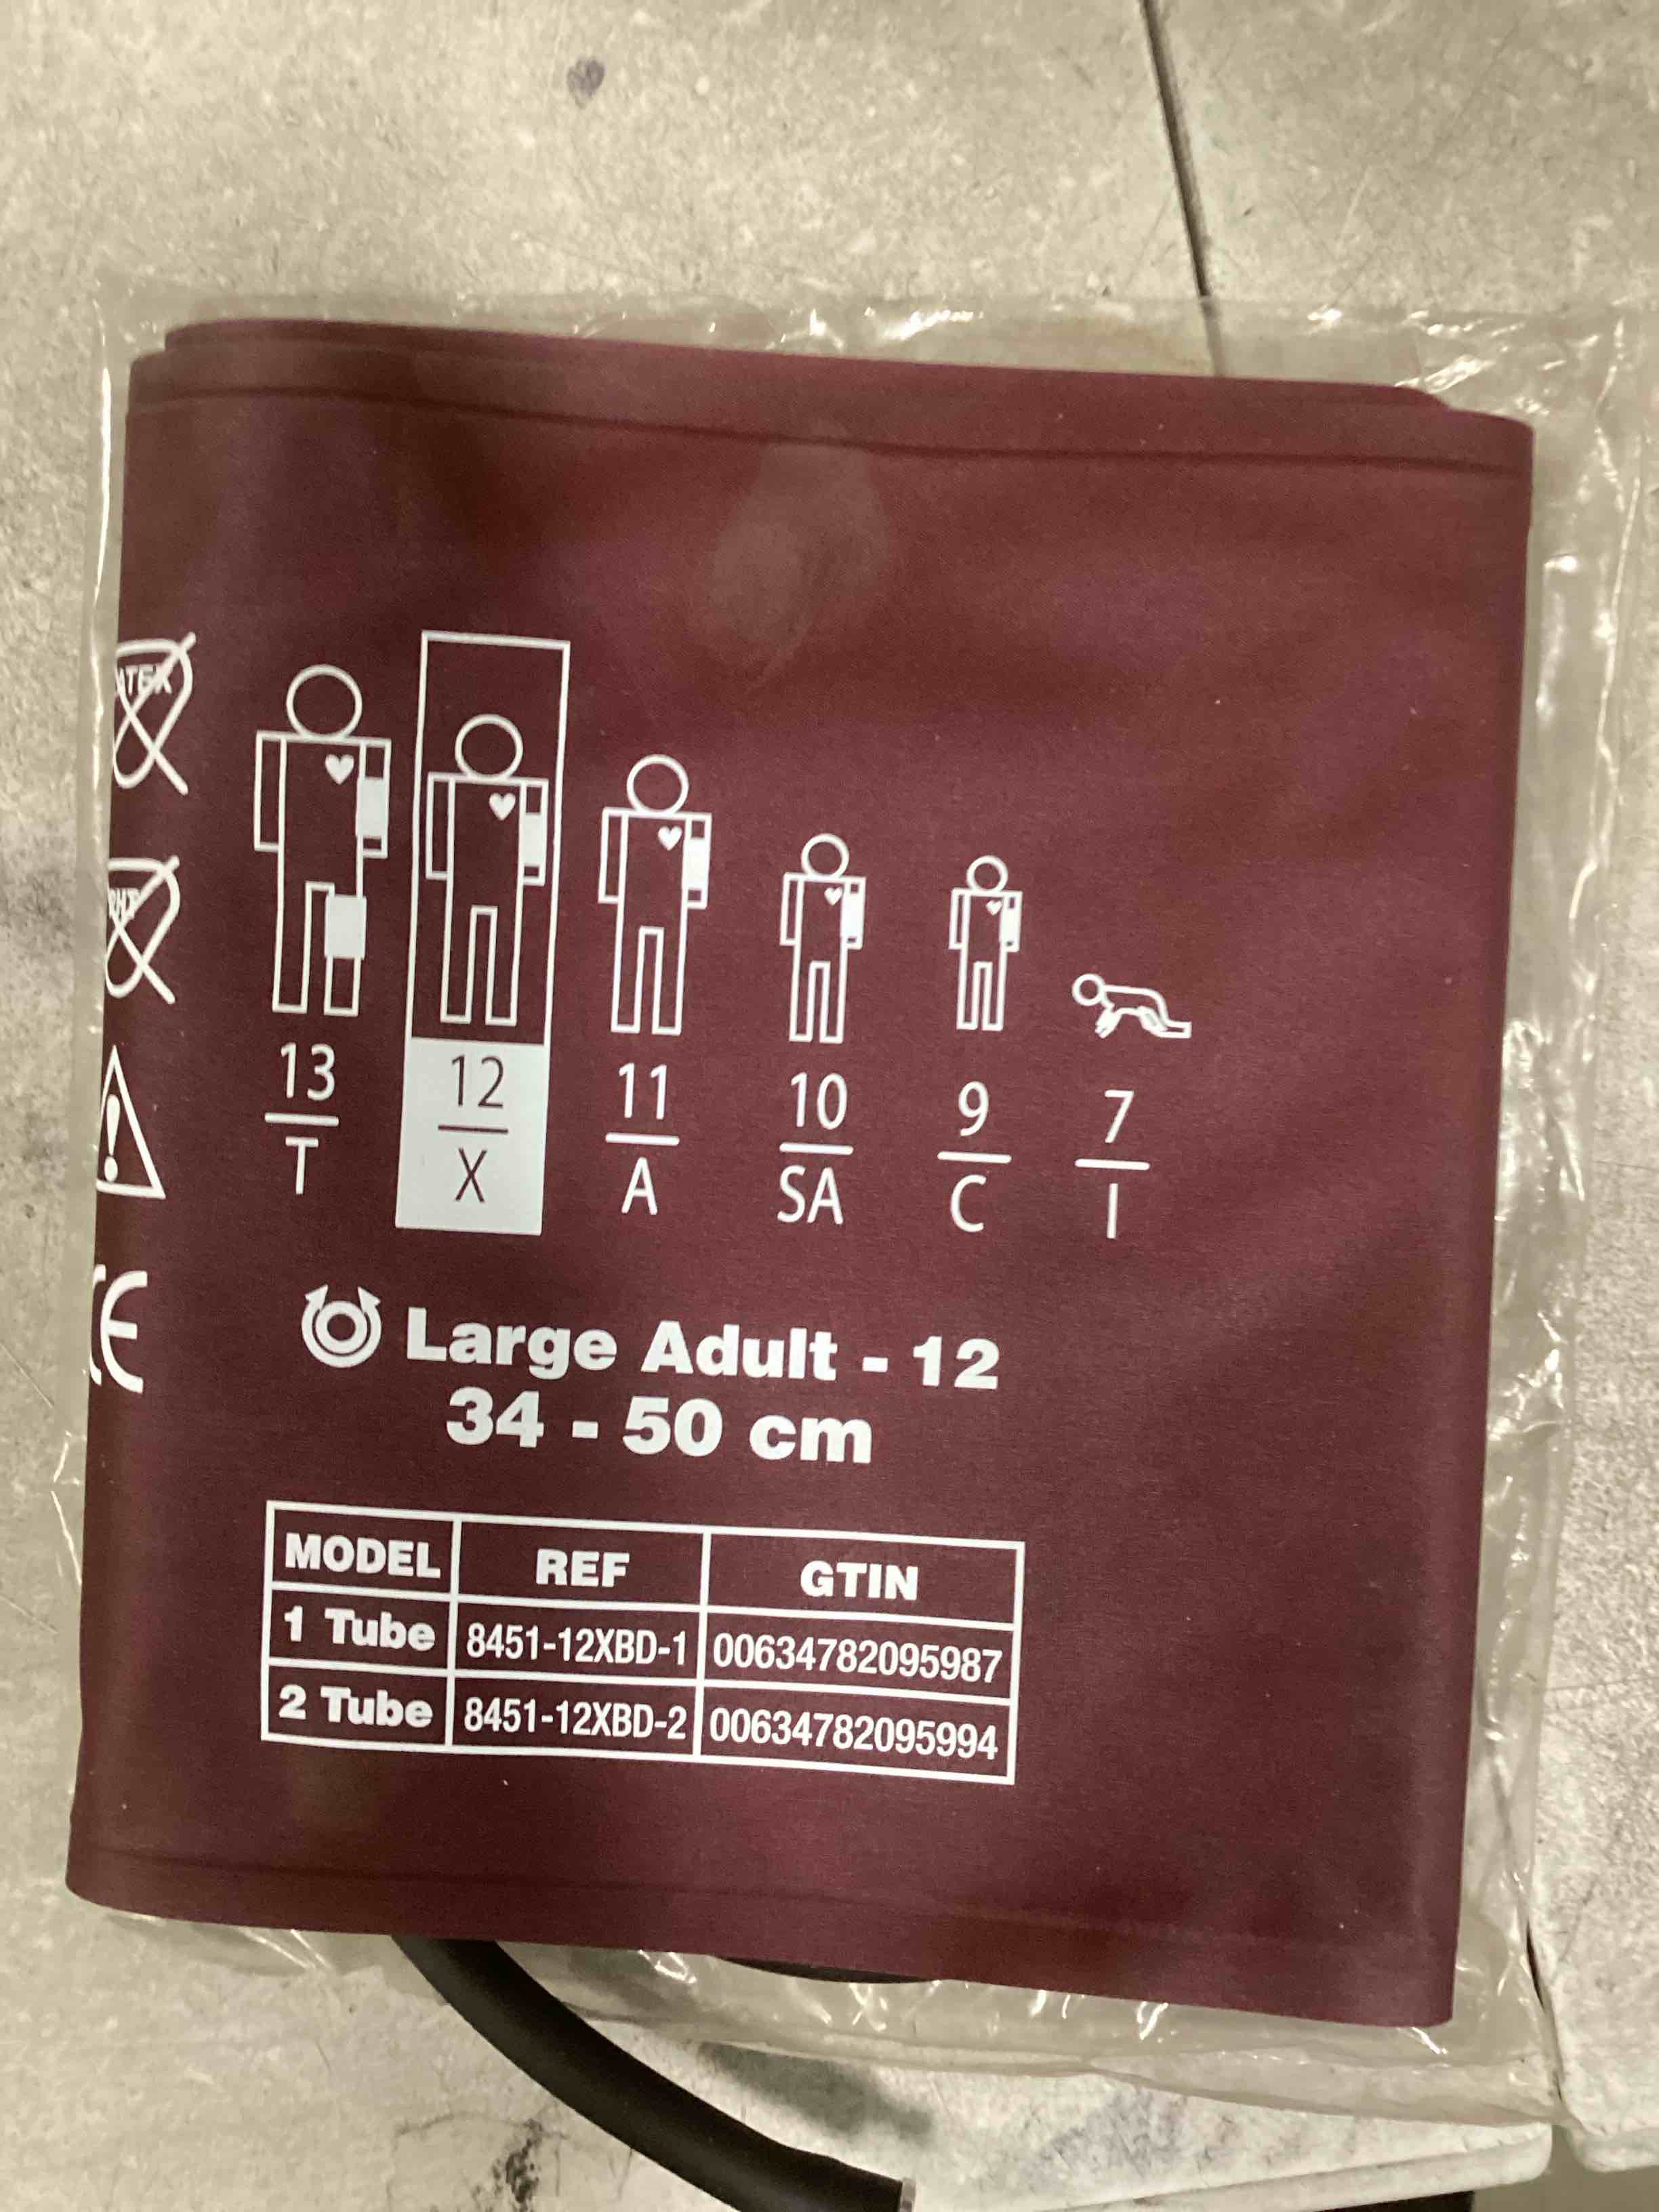 13 12 11 10 9 7
T X A SA C I
Large Adult - 12
34 - 50 cm
MODEL REF GTIN
1 Tube 8451-12XBD-1 00634782095987
2 Tube 8451-12XBD-2 00634782095994
CE